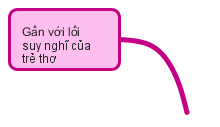 Gần với lối
suy nghĩ của
trẻ thơ